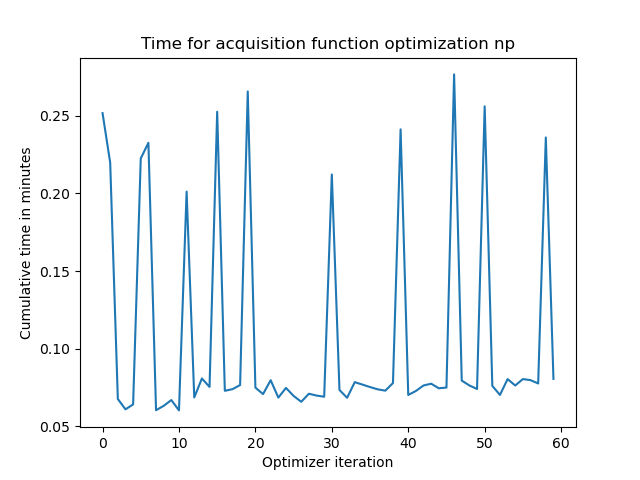 Time for acquisition function optimization np
Cumulative time in minutes
0.25
0.20
0.15
0.10
0.05
0 10 20 30 40 50 60
Optimizer iteration